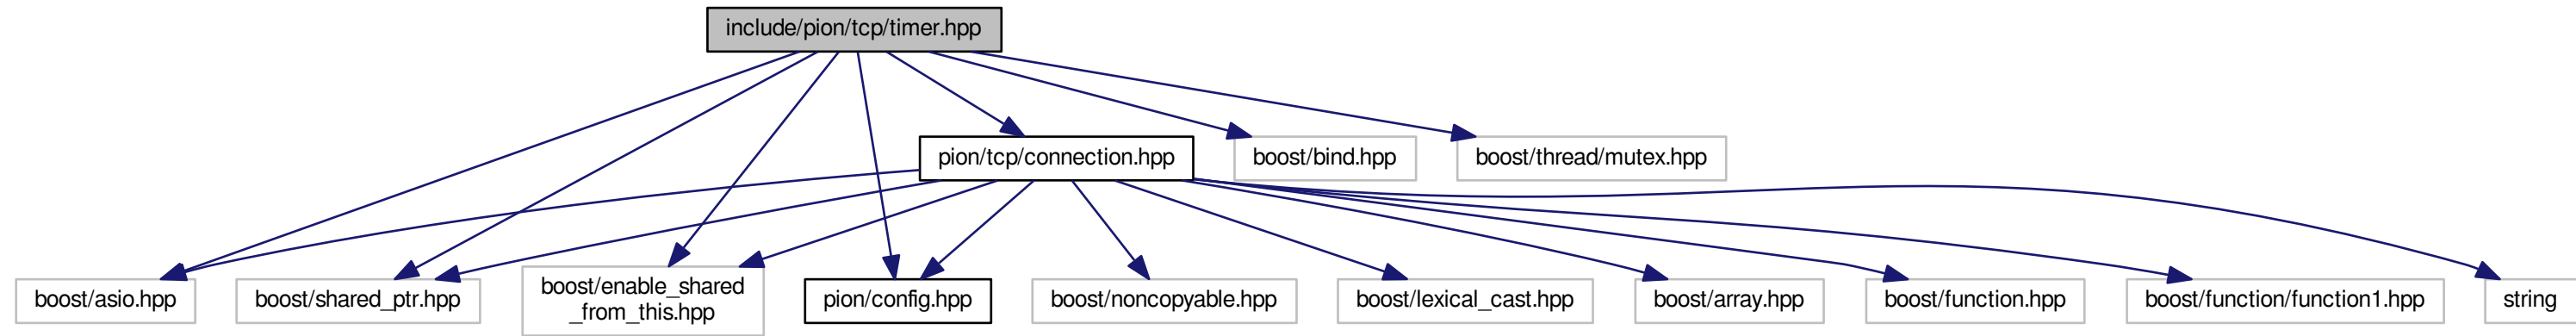 include/pion/tcp/timer.hpp
pion/tcp/connection.hpp
boost/bind.hpp
boost/thread/mutex.hpp
boost/asio.hpp
boost/shared_ptr.hpp
boost/enable_shared
_from_this.hpp
pion/config.hpp
boost/noncopyable.hpp
boost/lexical_cast.hpp
boost/array.hpp
boost/function.hpp
boost/function/function1.hpp
string